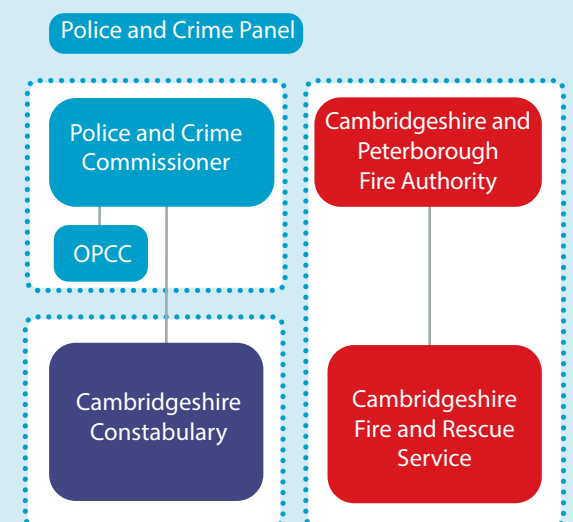 Police and Crime Panel
Police and Crime
Commissioner
OPCC
Cambridgeshire
Constabulary
Cambridgeshire and
Peterborough
Fire Authority
Cambridgeshire
Fire and Rescue
Service